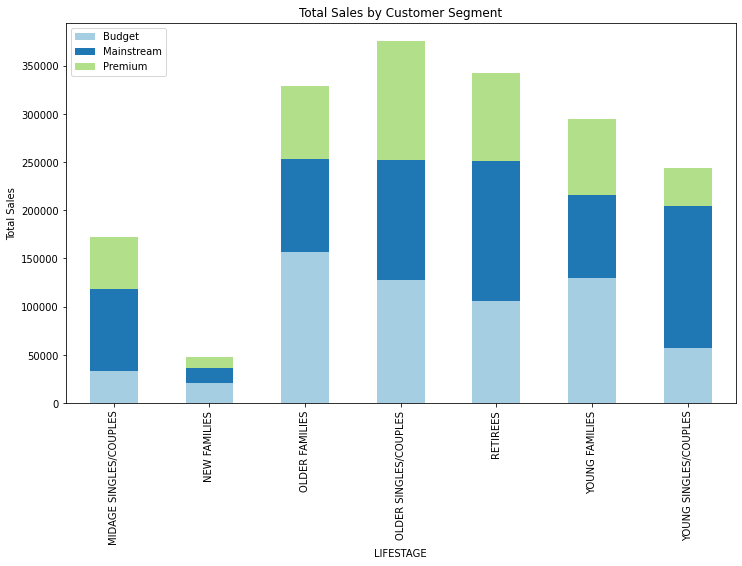 Total Sales by Customer Segment
Budget
Mainstream
Premium
Total Sales
350000
300000
250000
200000
150000
100000
50000
0
MIDAGE SINGLES/COUPLES
NEW FAMILIES
OLDER FAMILIES
OLDER SINGLES/COUPLES
RETIREES
YOUNG FAMILIES
YOUNG SINGLES/COUPLES
LIFESTAGE